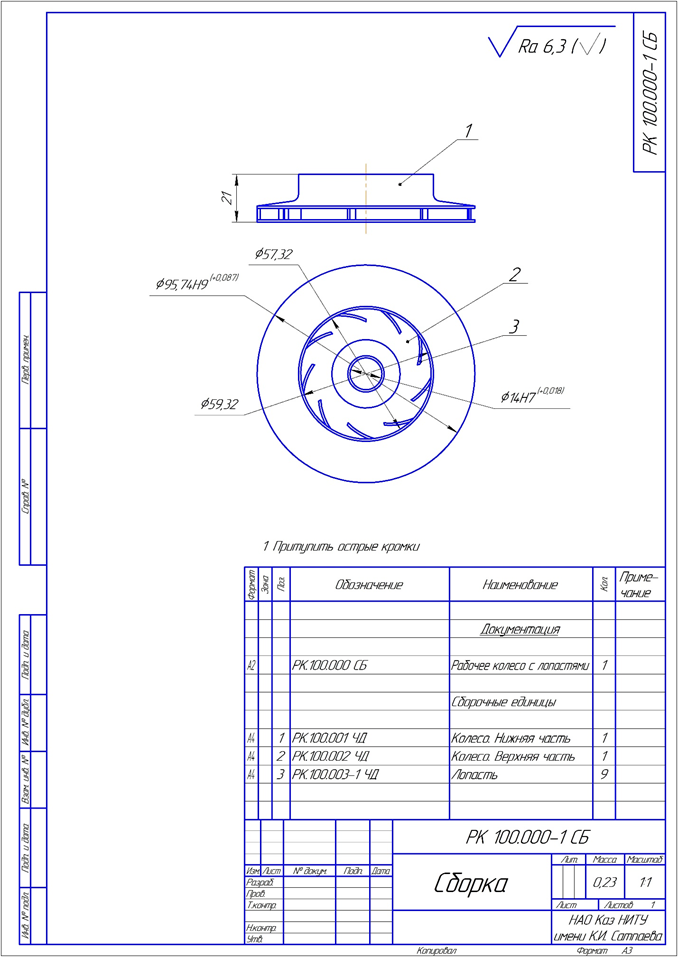 Ra 6,3 (√)
РК 100.000-1 СБ
1
21
ϕ57,32
ϕ95,74H9(+0,087)
2
3
ϕ59,32
ϕ14H7(+0,018)
Перв. примен.
Справ. №
Подп. и дата
Инв. № дубл.
Взам. инв. №
Подп. и дата
Инв. № подл.
1 Притупить острые кромки
Формат Зона Поз. Обозначение Наименование Кол. Приме-
чание
Документация
А2 РК.100.000 СБ Рабочее колесо с лопастями 1
Сборочные единицы
А4 1 РК.100.001 ЧД Колесо. Нижняя часть 1
А4 2 РК.100.002 ЧД Колесо. Верхняя часть 1
А4 3 РК.100.003-1 ЧД Лопасть 9
РК 100.000-1 СБ
Изм. Лист № докум. Подп. Дата
Разраб.
Пров.
Т.контр.
Н.контр.
Утв.
Сборка
Лит. Масса Масштаб
0,23 1:1
Лист Листов 1
НАО Каз НИТУ
имени К.И. Сатпаева
Копировал Формат А3